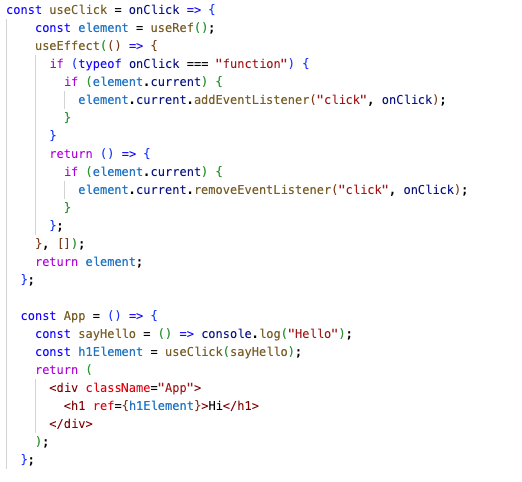 const useClick = onClick => {
    const element = useRef();
    useEffect(() => {
      if (typeof onClick === "function") {
        if (element.current) {
          element.current.addEventListener("click", onClick);
        }
      }
      return () => {
        if (element.current) {
          element.current.removeEventListener("click", onClick);
        }
      };
    }, []);
    return element;
  };

  const App = () => {
    const sayHello = () => console.log("Hello");
    const h1Element = useClick(sayHello);
    return (
      <div className="App">
        <h1 ref={h1Element}>Hi</h1>
      </div>
    );
  };